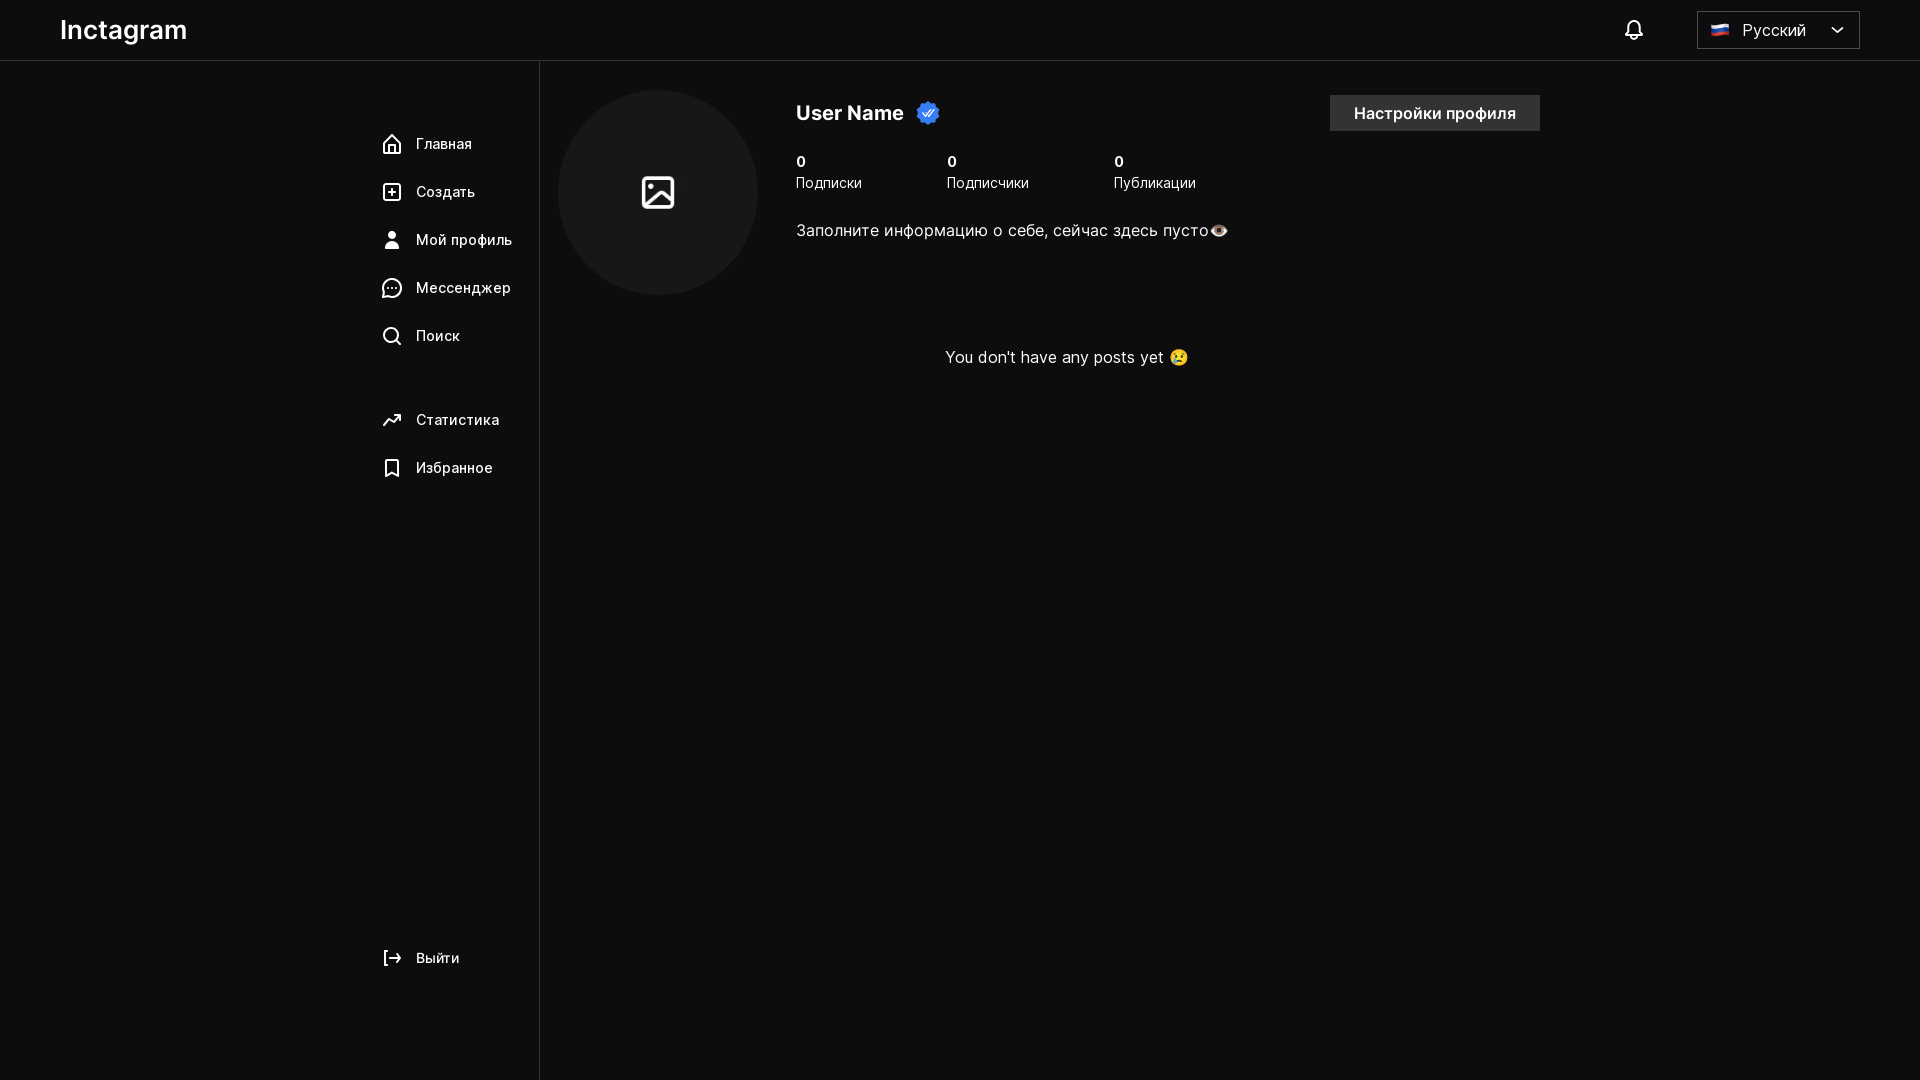 Inctagram
Русский
Главная
Создать
Мой профиль
Мессенджер
Поиск
Статистика
Избранное
Выйти
User Name
Настройки профиля
0 0 0
Подписки Подписчики Публикации
Заполните информацию о себе, сейчас здесь пусто👁️
You don't have any posts yet 😢